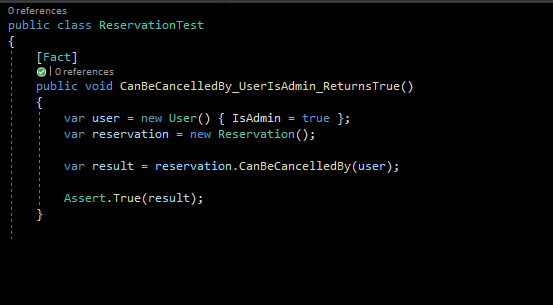 0 references
public class ReservationTest
{
[Fact]
| 0 references
public void CanBeCancelledBy_UserIsAdmin_ReturnsTrue()
{
var user = new User() { IsAdmin = true };
var reservation = new Reservation();
var result = reservation.CanBeCancelledBy(user);
Assert.True(result);
}